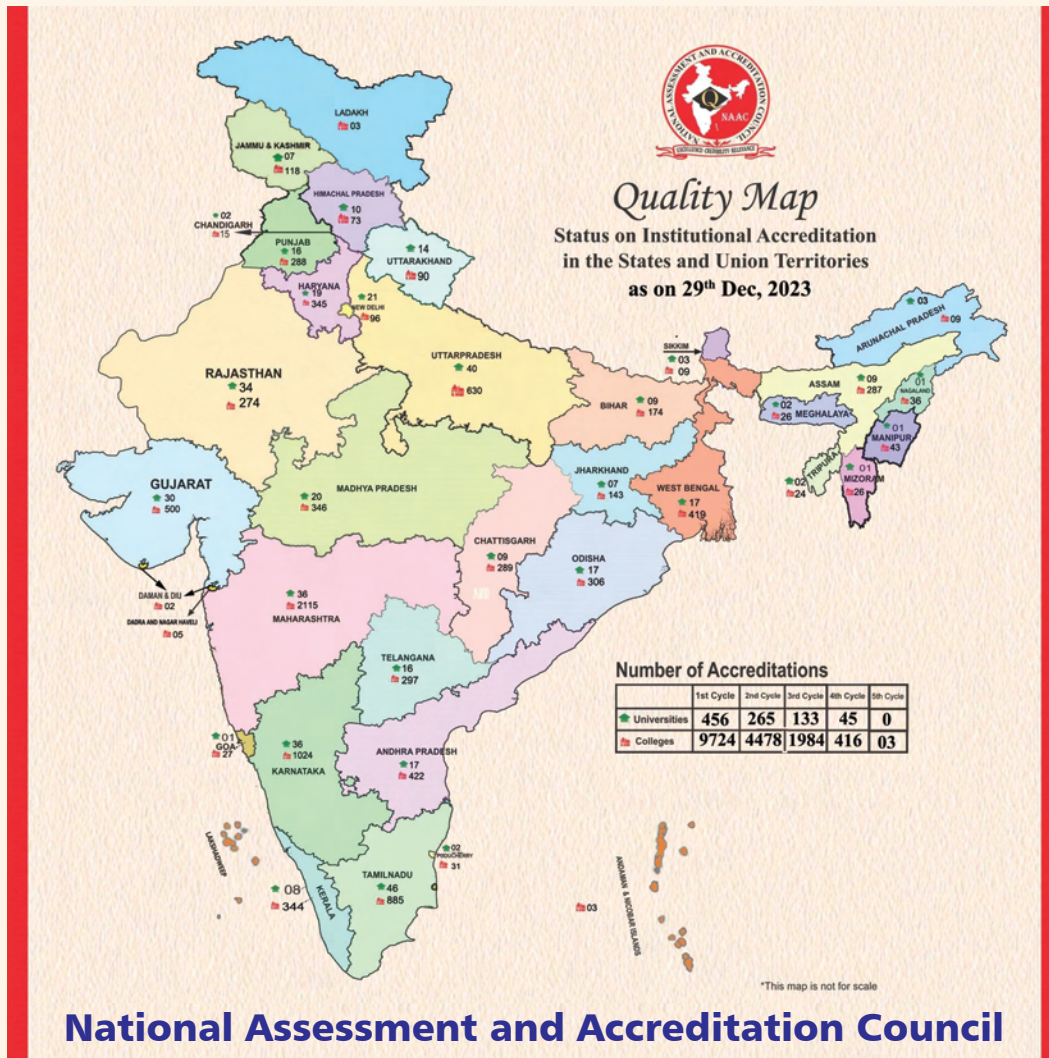 NATIONAL ASSESSMENT AND ACCREDITATION COUNCIL
Q
NAAC
EXCELLENCE · CREDIBILITY · RELEVANCE
Quality Map
Status on Institutional Accreditation
in the States and Union Territories
as on 29th Dec, 2023
LADAKH
03
JAMMU & KASHMIR
07
118
HIMACHAL PRADESH
10
73
02
CHANDIGARH
15
PUNJAB
16
288
14
UTTARAKHAND
90
HARYANA
19
345
21
NEW DELHI
96
RAJASTHAN
34
274
UTTARPRADESH
40
630
SIKKIM
03
09
03
ARUNACHAL PRADESH
09
ASSAM
09
287
01
NAGALAND
36
02
MEGHALAYA
26
01
MANIPUR
43
TRIPURA
02
24
01
MIZORAM
26
BIHAR
09
174
JHARKHAND
07
143
WEST BENGAL
17
419
GUJARAT
30
500
MADHYA PRADESH
20
346
CHATTISGARH
09
289
ODISHA
17
306
DAMAN & DIU
02
DADRA AND NAGAR HAVELI
05
36
2115
MAHARASHTRA
TELANGANA
16
297
01
GOA
27
36
1024
KARNATAKA
ANDHRA PRADESH
17
422
Number of Accreditations
1st Cycle 2nd Cycle 3rd Cycle 4th Cycle 5th Cycle
Universities 456 265 133 45 0
Colleges 9724 4478 1984 416 03
LAKSHADWEEP
02
PUDUCHERRY
31
08
344
KERALA
TAMILNADU
46
885
03
ANDAMAN & NICOBAR ISLANDS
*This map is not for scale
National Assessment and Accreditation Council